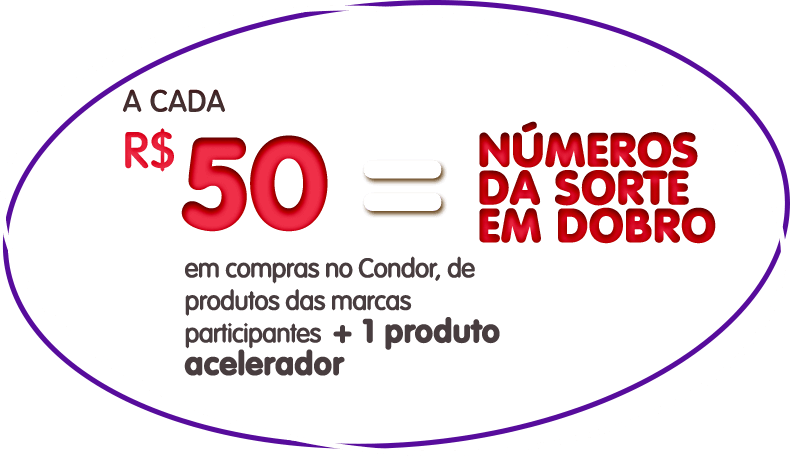 A CADA
R$ 50 = NÚMEROS
DA SORTE
EM DOBRO
em compras no Condor, de
produtos das marcas
participantes + 1 produto
acelerador